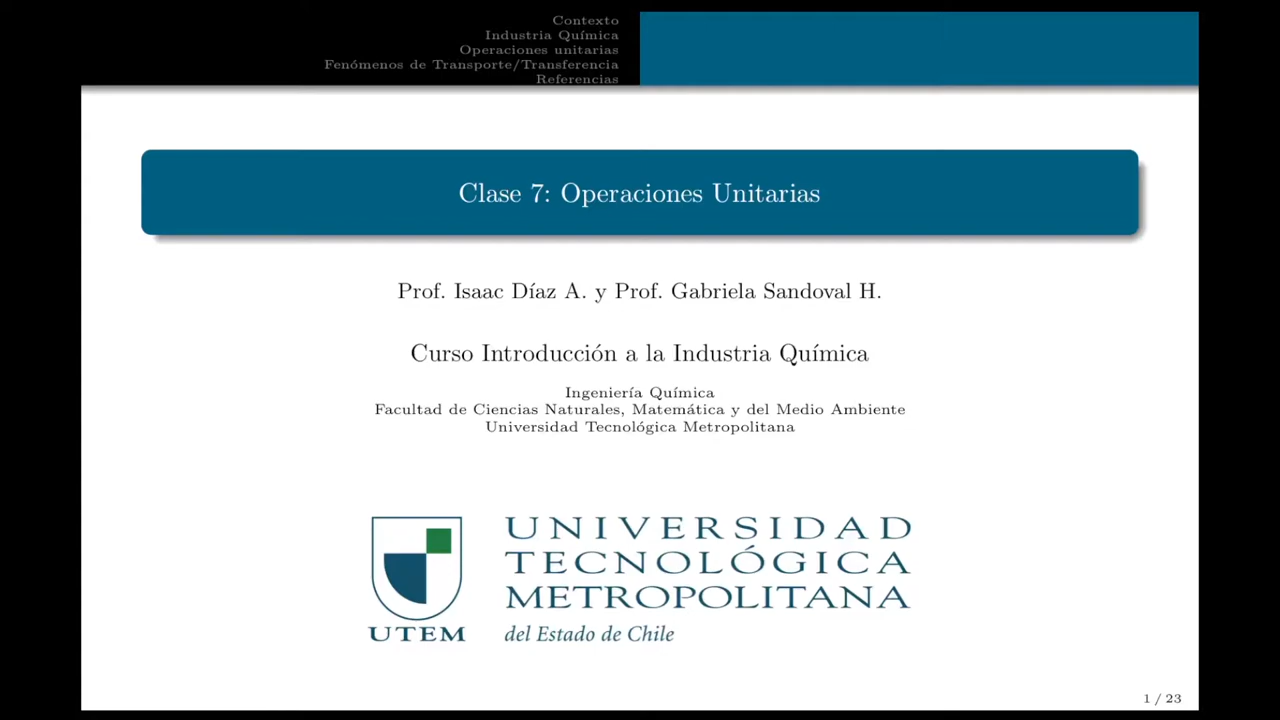 Contexto
Industria Química
Operaciones unitarias
Fenómenos de Transporte/Transferencia
Referencias
Clase 7: Operaciones Unitarias
Prof. Isaac Díaz A. y Prof. Gabriela Sandoval H.
Curso Introducción a la Industria Química
Ingeniería Química
Facultad de Ciencias Naturales, Matemática y del Medio Ambiente
Universidad Tecnológica Metropolitana
UTEM
UNIVERSIDAD
TECNOLÓGICA
METROPOLITANA
del Estado de Chile
1 / 23